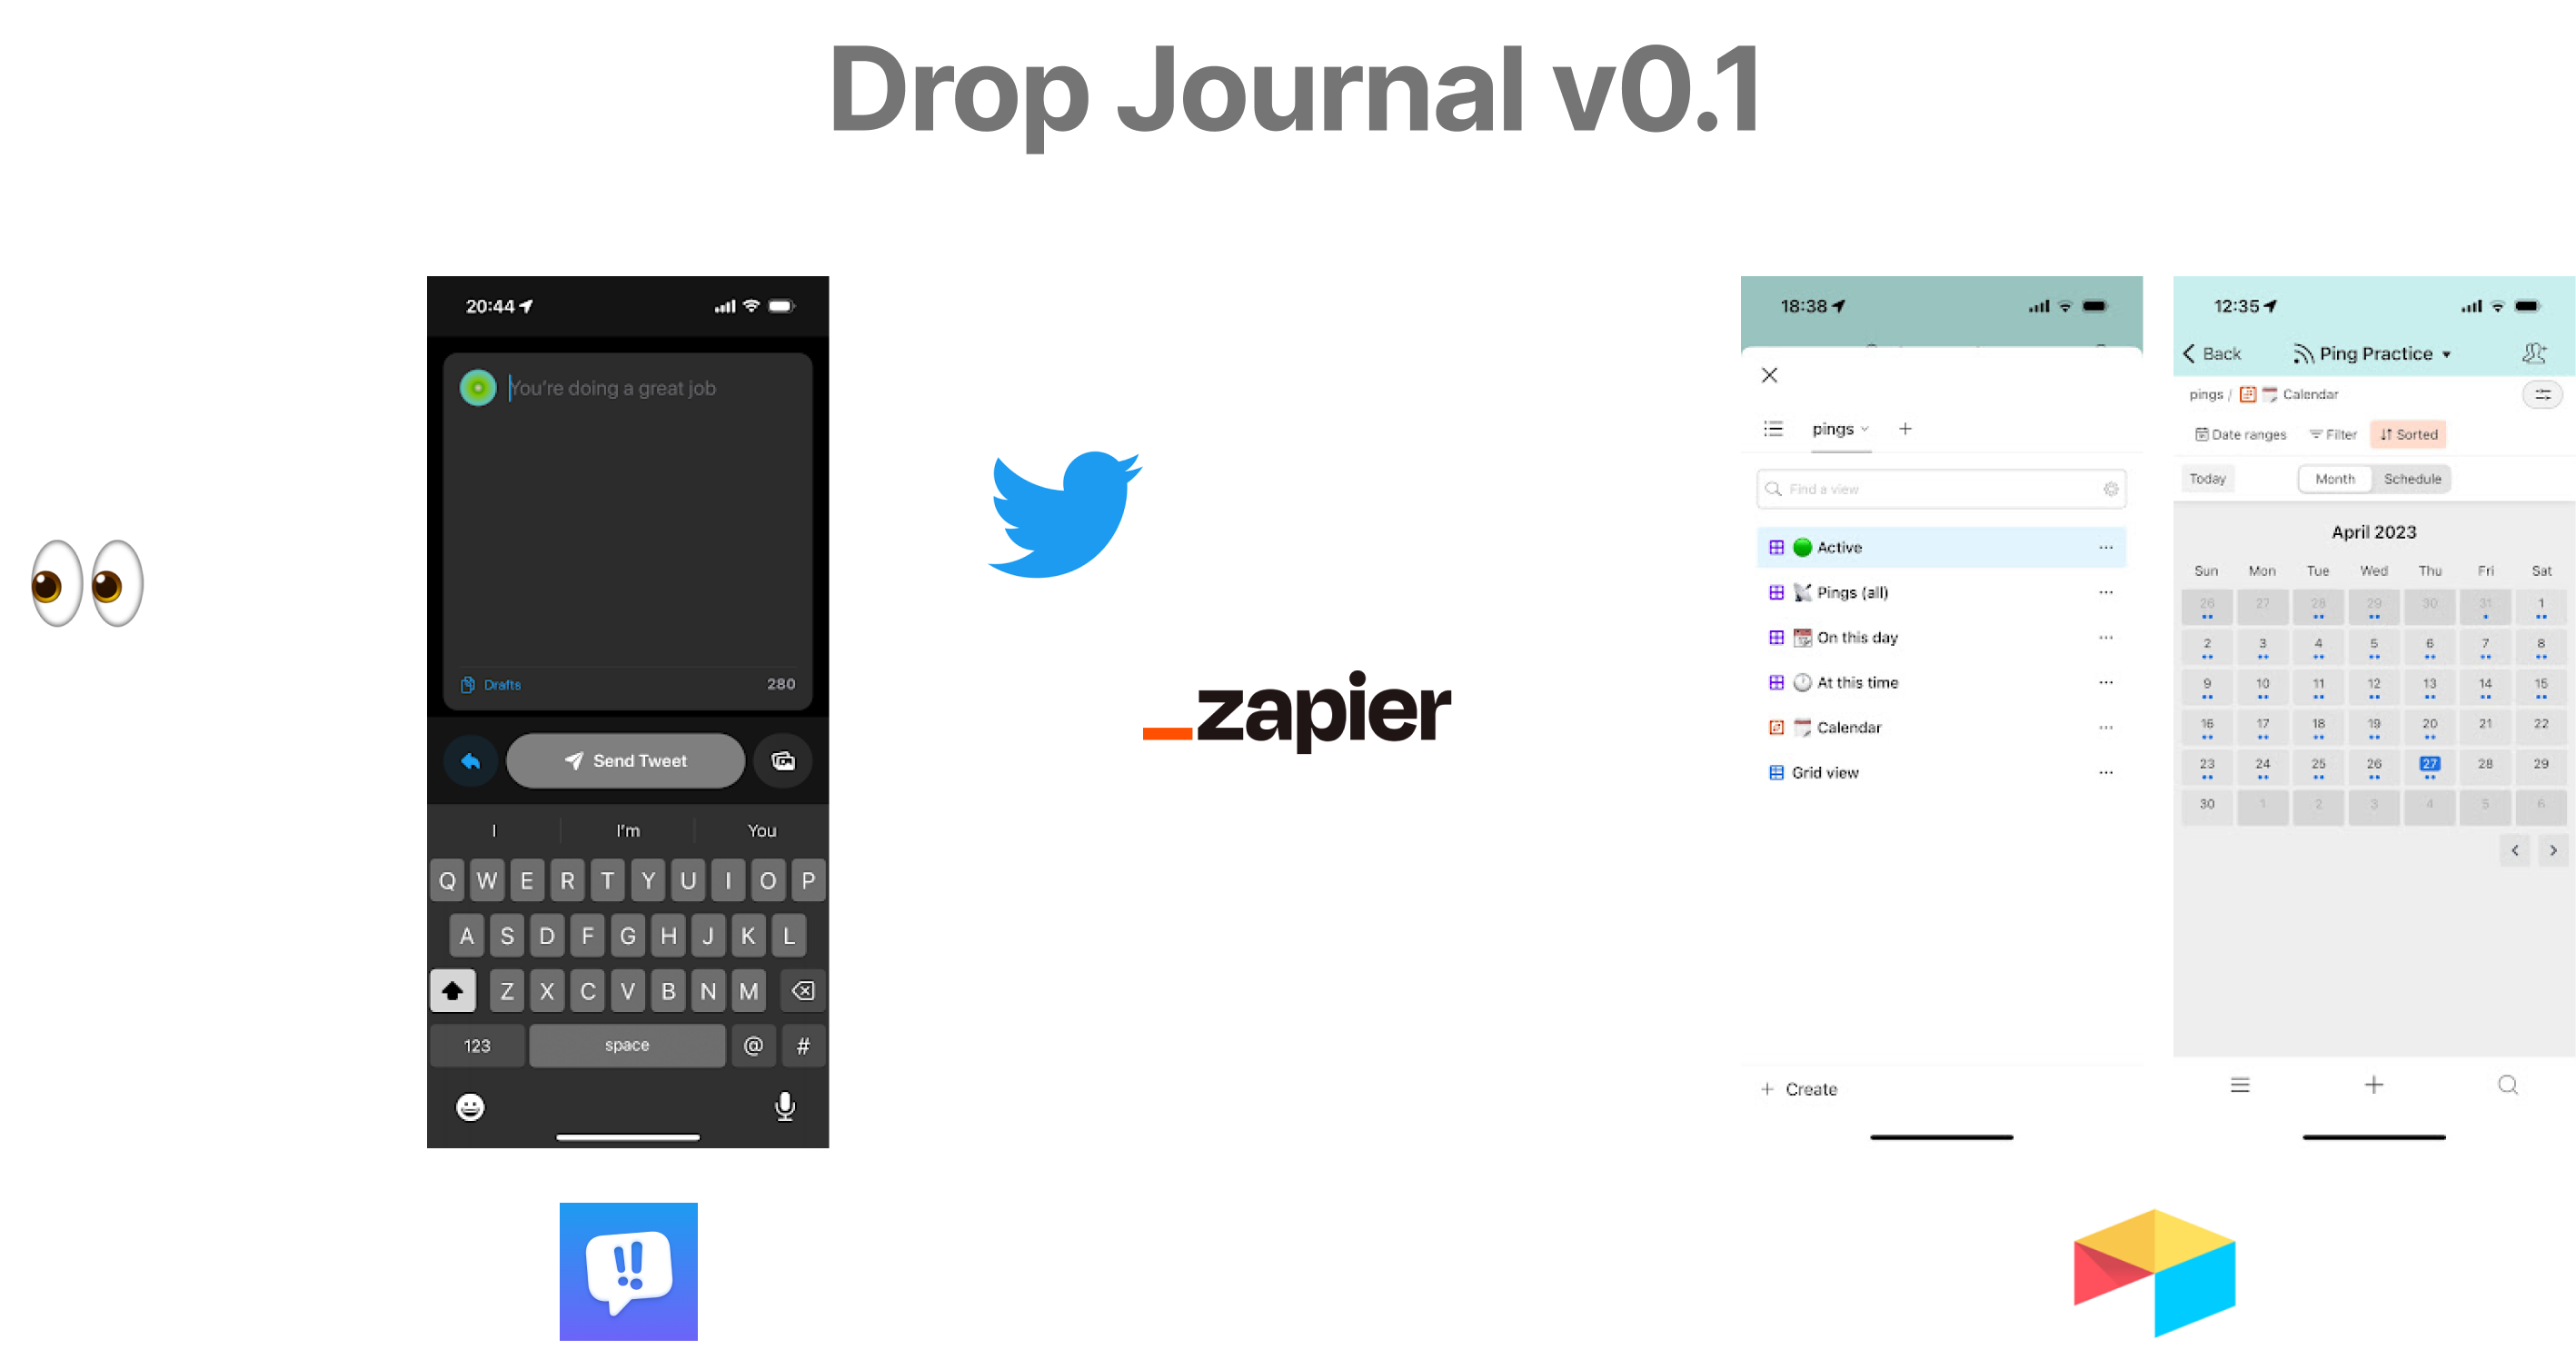 Drop Journal v0.1
20:44
You're doing a great job
Drafts
280
Send Tweet
I
I'm
You
Q W E R T Y U I O P
A S D F G H J K L
Z X C V B N M
123
space
@
#
zapier
18:38
pings
Find a view
Active
Pings (all)
On this day
At this time
Calendar
Grid view
+ Create
12:35
Back
Ping Practice
pings / Calendar
Date ranges
Filter
Sorted
Today
Month
Schedule
April 2023
Sun Mon Tue Wed Thu Fri Sat
26 27 28 29 30 31 1
2 3 4 5 6 7 8
9 10 11 12 13 14 15
16 17 18 19 20 21 22
23 24 25 26 27 28 29
30 1 2 3 4 5 6